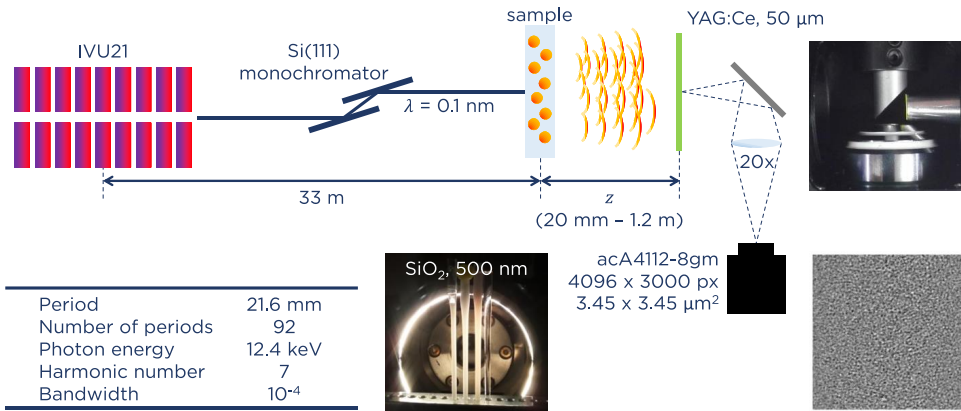 IVU21
Si(111)
monochromator
λ = 0.1 nm
sample
YAG:Ce, 50 µm
20x
33 m
z
(20 mm – 1.2 m)
acA4112-8gm
4096 x 3000 px
3.45 x 3.45 µm²
SiO₂, 500 nm
Period 21.6 mm
Number of periods 92
Photon energy 12.4 keV
Harmonic number 7
Bandwidth 10⁻⁴